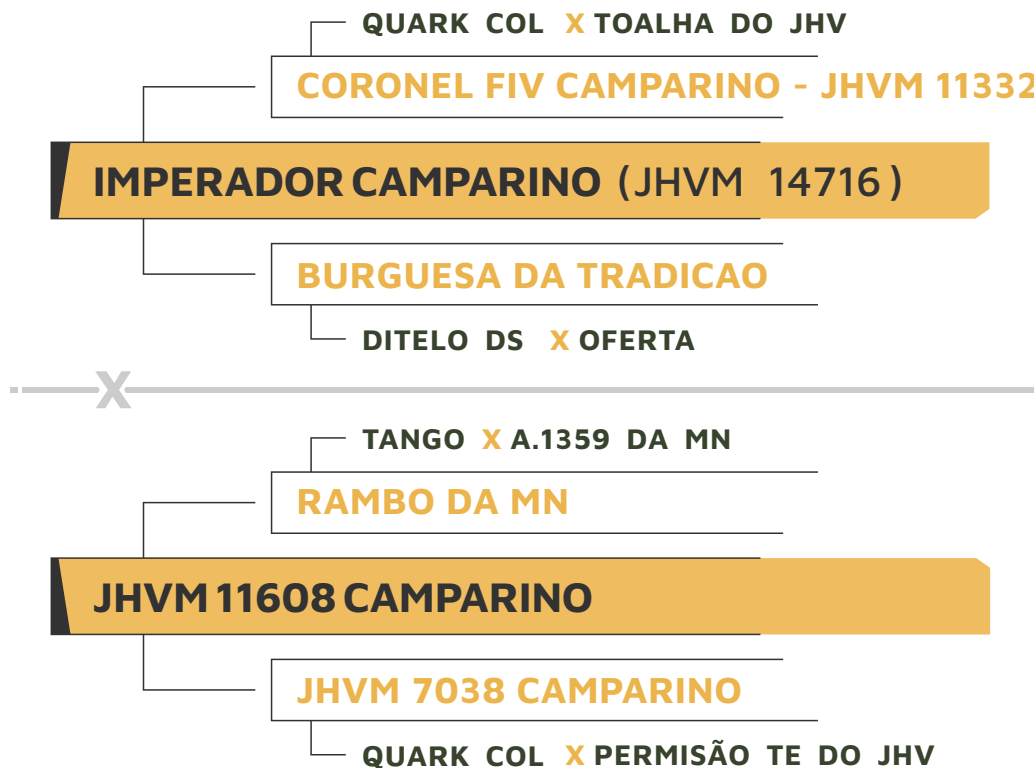 QUARK COL X TOALHA DO JHV
CORONEL FIV CAMPARINO - JHVM 11332
IMPERADOR CAMPARINO (JHVM 14716)
BURGUESA DA TRADICAO
DITELO DS X OFERTA
X
TANGO X A.1359 DA MN
RAMBO DA MN
JHVM 11608 CAMPARINO
JHVM 7038 CAMPARINO
QUARK COL X PERMISÃO TE DO JHV